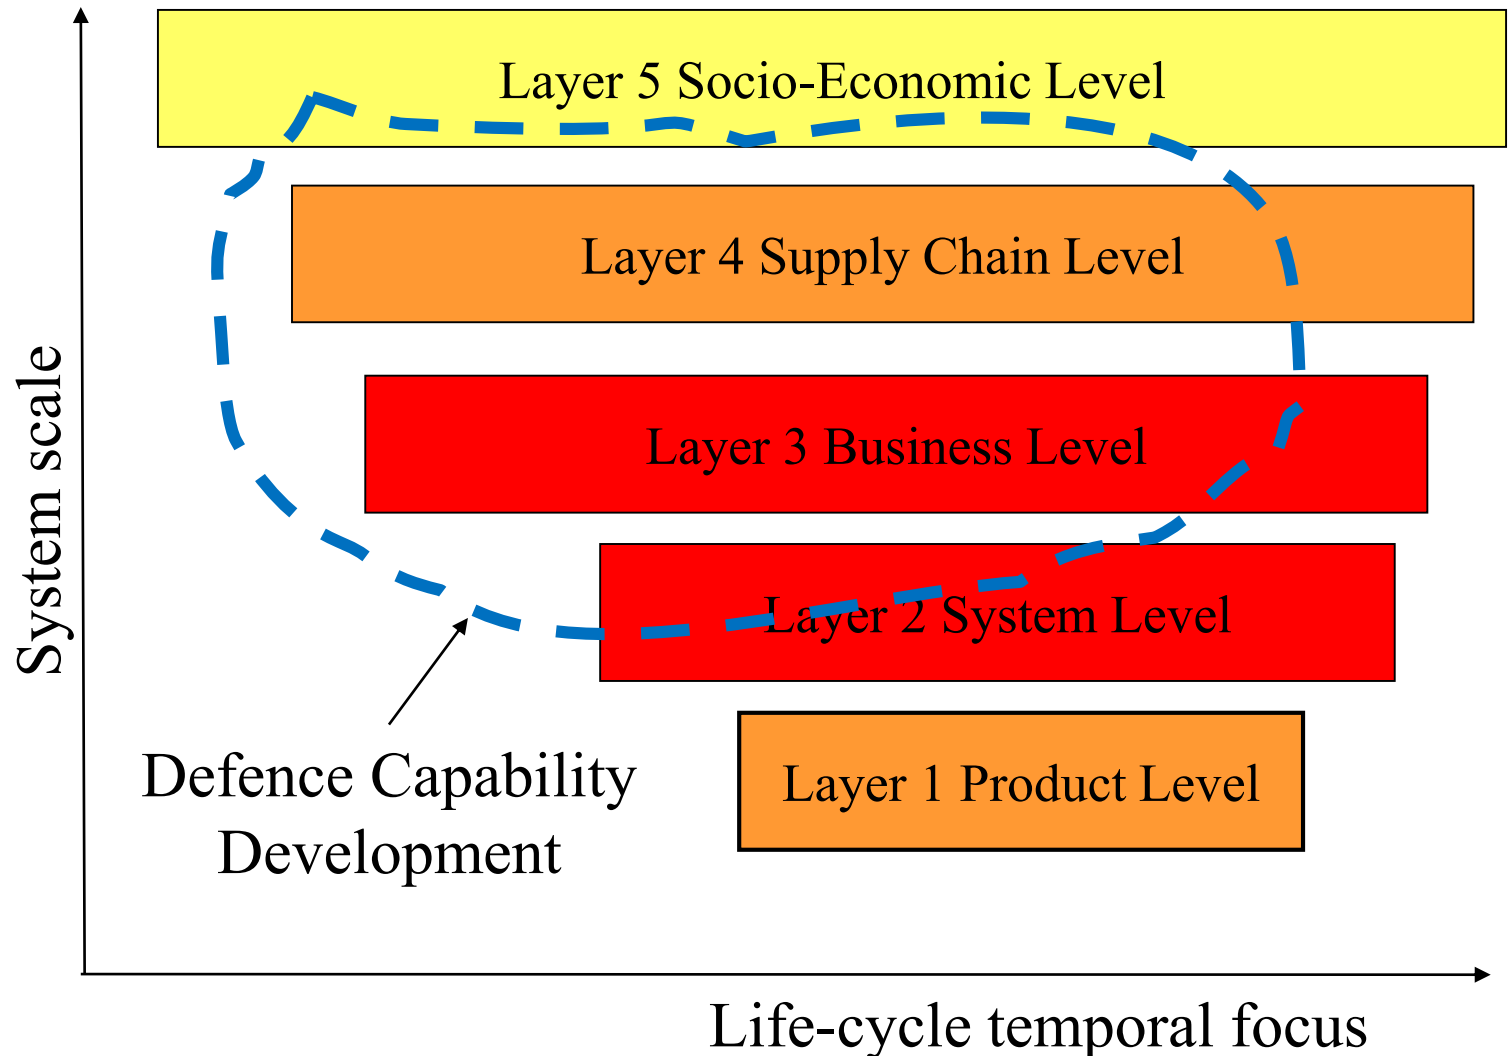 Layer 5 Socio-Economic Level
Layer 4 Supply Chain Level
Layer 3 Business Level
Layer 2 System Level
Layer 1 Product Level
System scale
Defence Capability
Development
Life-cycle temporal focus